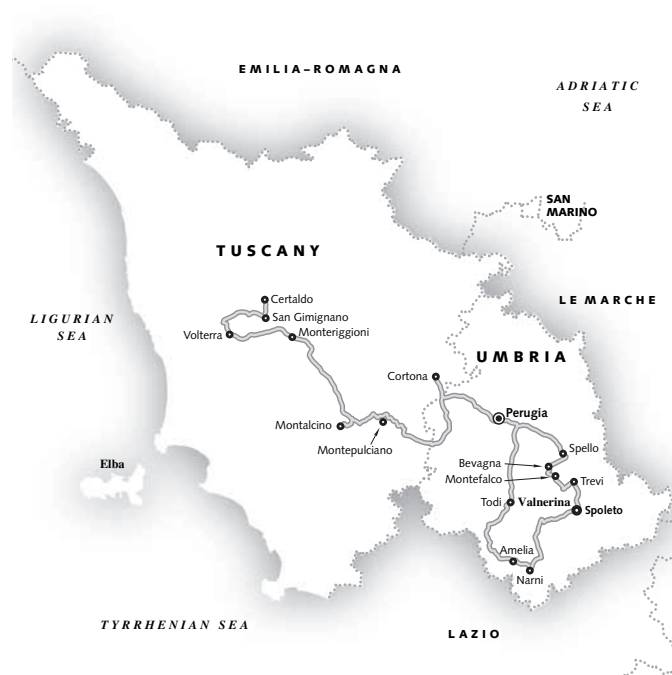 EMILIA–ROMAGNA
ADRIATIC
SEA
SAN
MARINO
TUSCANY
LE MARCHE
Certaldo
San Gimignano
LIGURIAN
SEA
Volterra
Monteriggioni
UMBRIA
Cortona
Perugia
Montalcino
Montepulciano
Spello
Bevagna
Montefalco
Trevi
Elba
Todi
Valnerina
Spoleto
Amelia
Narni
TYRRHENIAN SEA
LAZIO